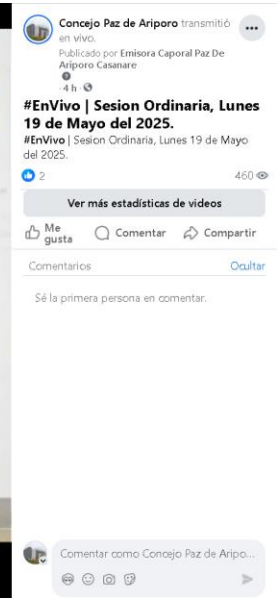 Concejo Paz de Ariporo transmitió
en vivo.
Publicado por Emisora Caporal Paz De
Ariporo Casanare
· 4 h ·
#EnVivo | Sesion Ordinaria, Lunes
19 de Mayo del 2025.
#EnVivo | Sesion Ordinaria, Lunes 19 de Mayo
del 2025.
2 460
Ver más estadísticas de videos
Me
gusta
Comentar
Compartir
Comentarios Ocultar
Sé la primera persona en comentar.
Comentar como Concejo Paz de Aripo...